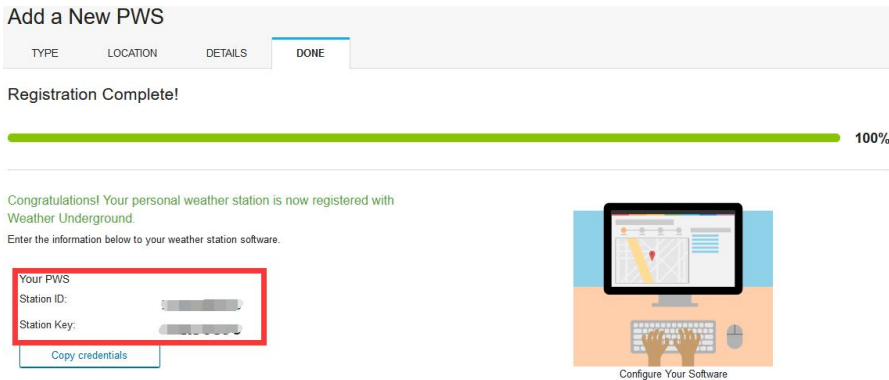 Add a New PWS
TYPE LOCATION DETAILS DONE
Registration Complete!
100%
Congratulations! Your personal weather station is now registered with
Weather Underground.
Enter the information below to your weather station software.
Your PWS
Station ID:
Station Key:
Copy credentials
Configure Your Software